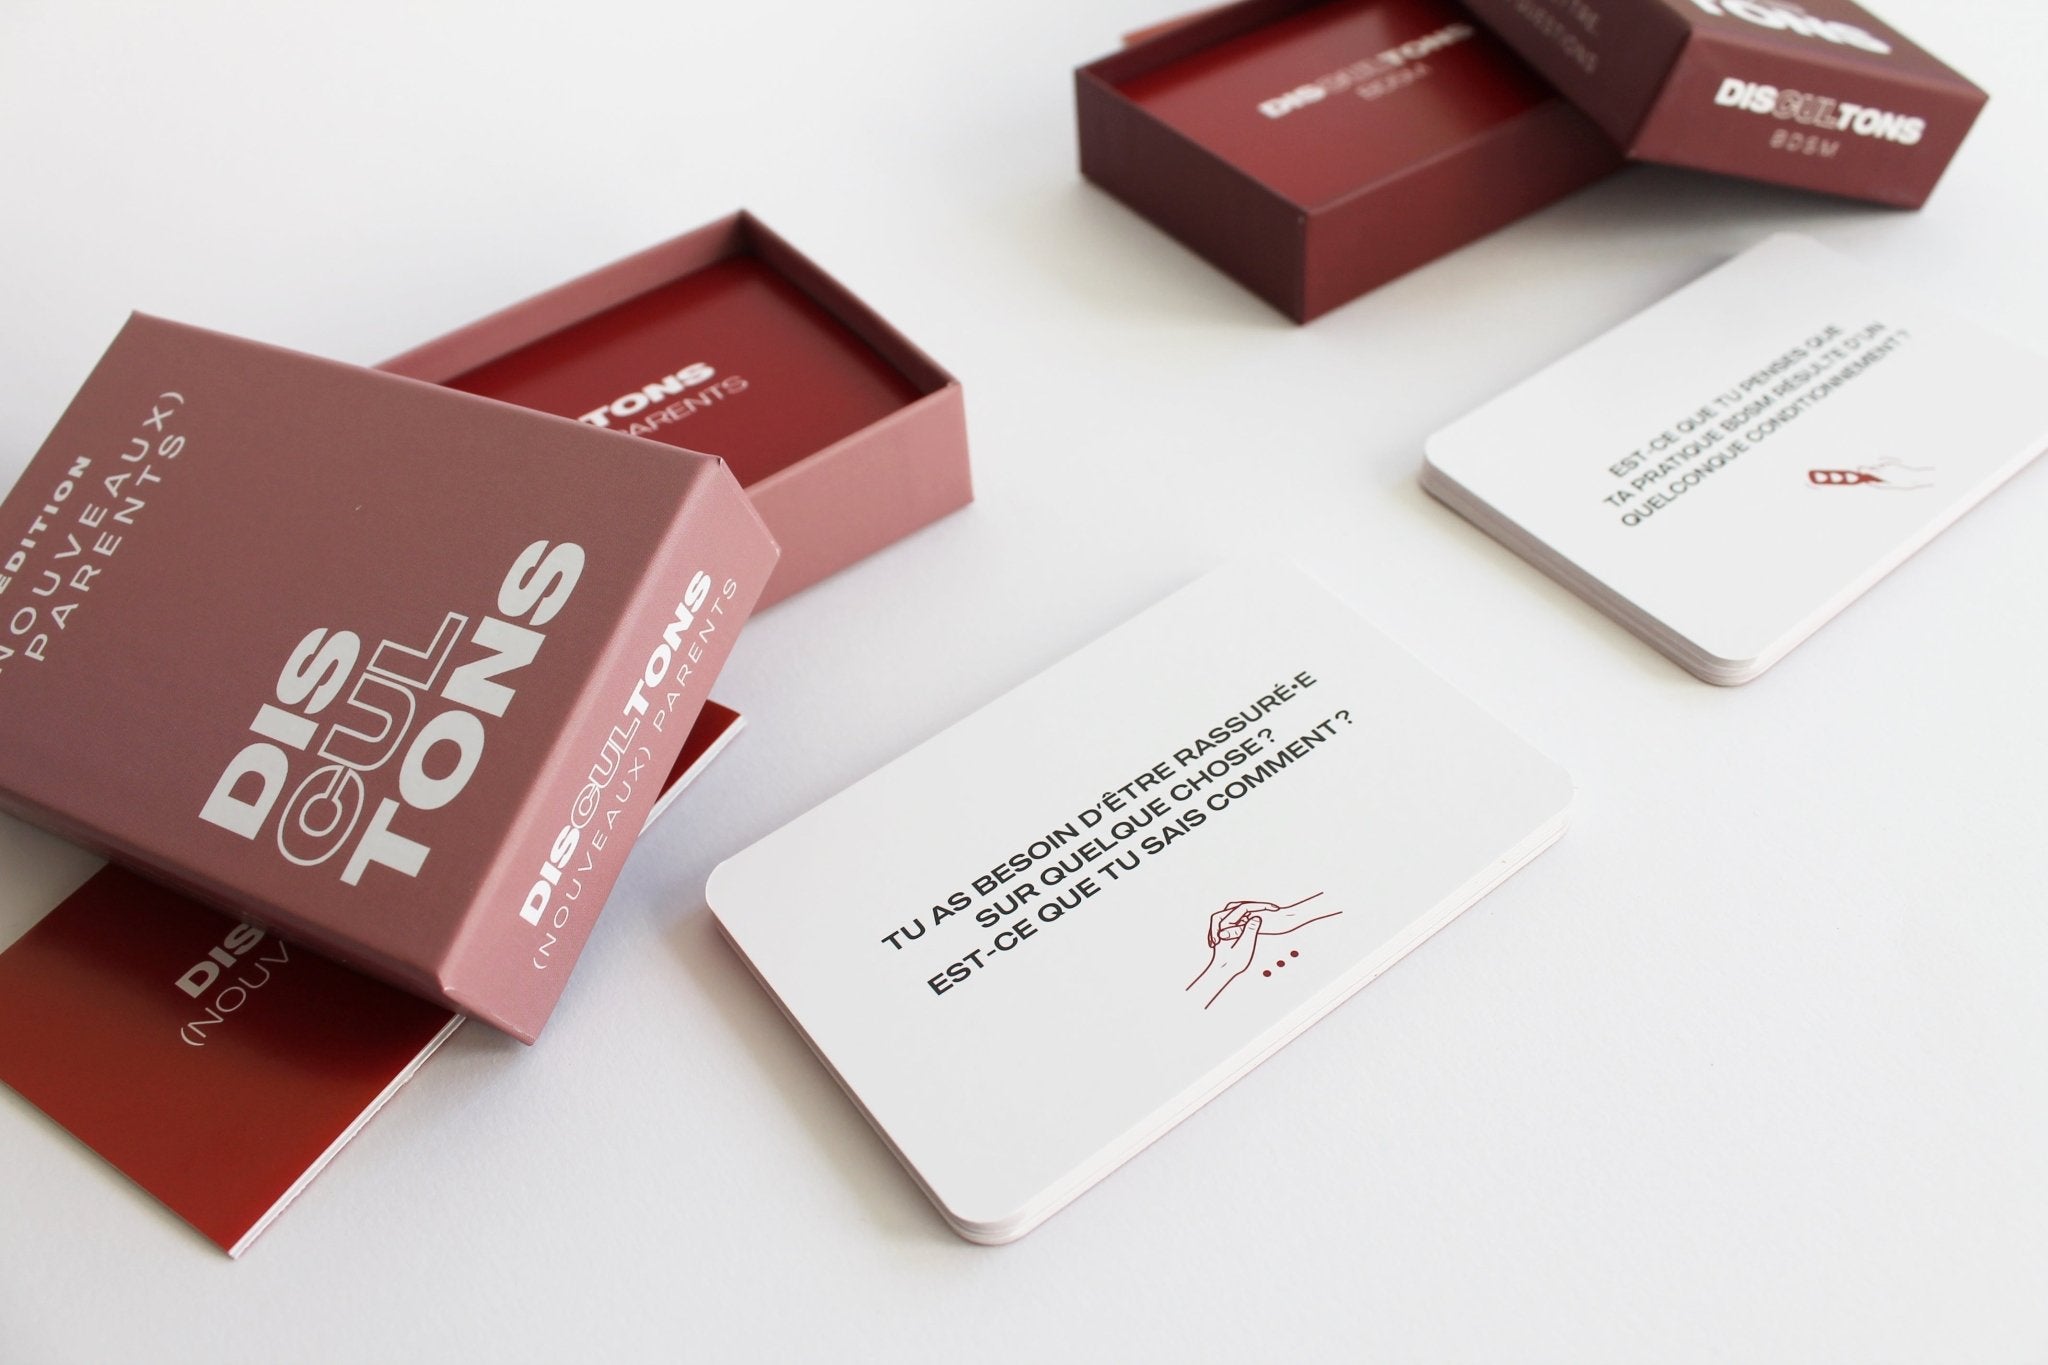 EDITION
(NOUVEAUX)
PARENTS
DIS
CUL
TONS
DISCULTONS
(NOUVEAUX) PARENTS
TONS
PARENTS
DIS
(NOUV
TU AS BESOIN D'ÊTRE RASSURÉ•E
SUR QUELQUE CHOSE?
EST-CE QUE TU SAIS COMMENT?
DISCULTONS
BDSM
TONS
DISCULTONS
BDSM
EST-CE QUE TU PENSES QUE
TA PRATIQUE BDSM RÉSULTE D'UN
QUELCONQUE CONDITIONNEMENT?